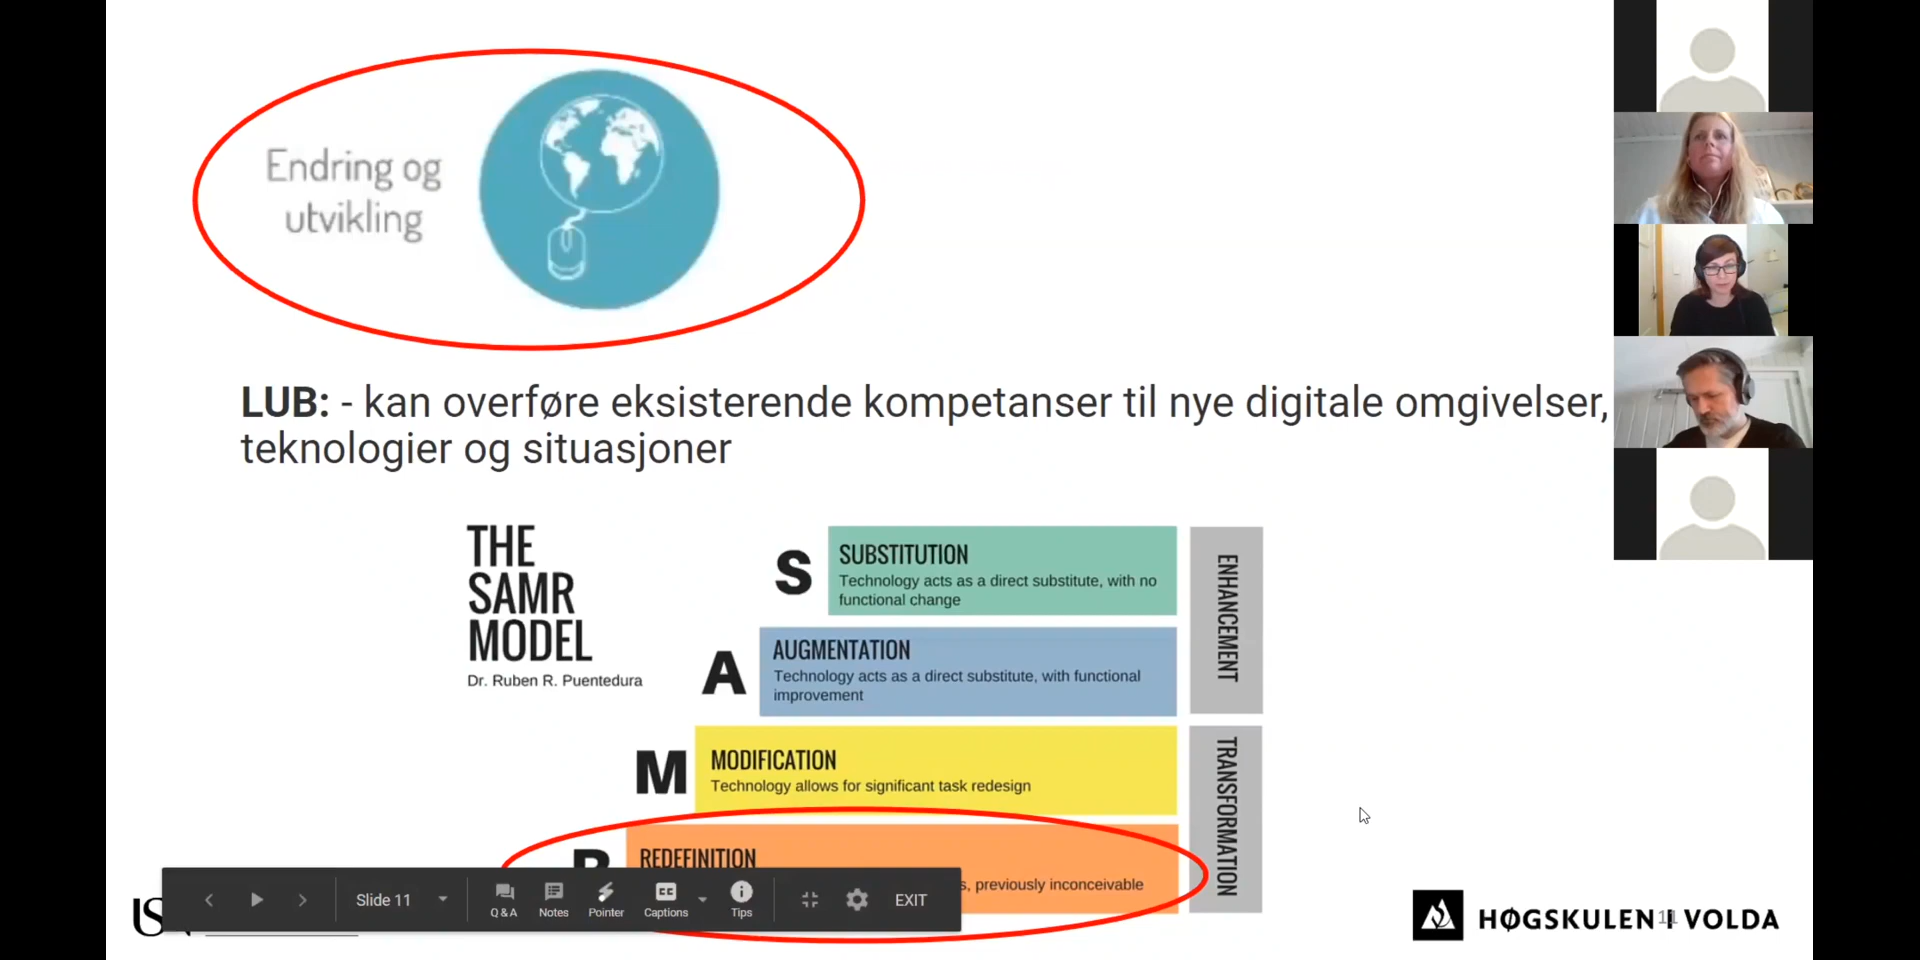 Endring og
utvikling
LUB: - kan overføre eksisterende kompetanser til nye digitale omgivelser,
teknologier og situasjoner
THE
SAMR
MODEL
Dr. Ruben R. Puentedura
S
SUBSTITUTION
Technology acts as a direct substitute, with no
functional change
A
AUGMENTATION
Technology acts as a direct substitute, with functional
improvement
ENHANCEMENT
M
MODIFICATION
Technology allows for significant task redesign
R
REDEFINITION
previously inconceivable
TRANSFORMATION
Slide 11
Q & A
Notes
Pointer
CC
Captions
Tips
EXIT
HØGSKULEN I VOLDA
11